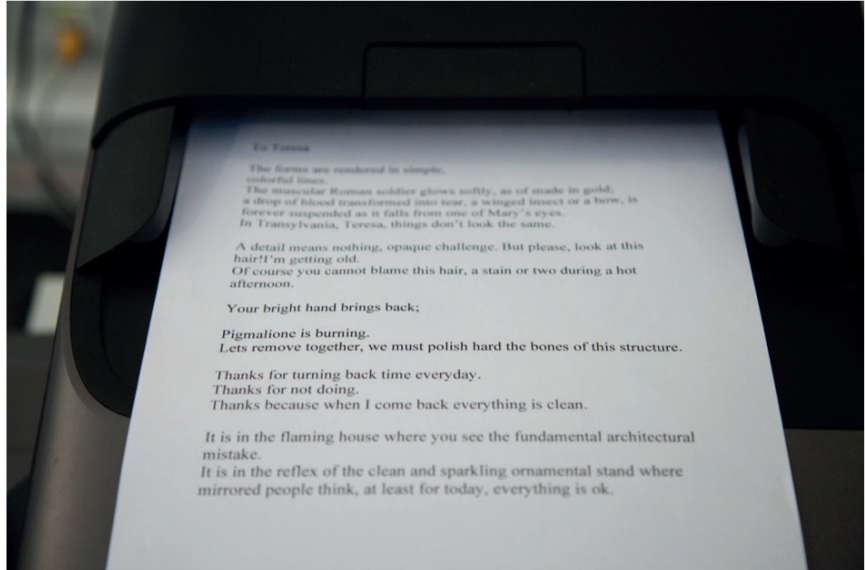 To Teresa
The forms are rendered in simple,
colorful lines.
The muscular Roman soldier glows softly, as of made in gold;
a drop of blood transformed into tear, a winged insect or a bow, is
forever suspended as it falls from one of Mary's eyes.
In Transylvania, Teresa, things don't look the same.
A detail means nothing, opaque challenge. But please, look at this
hair!I'm getting old.
Of course you cannot blame this hair, a stain or two during a hot
afternoon.
Your bright hand brings back;
Pigmalione is burning.
Lets remove together, we must polish hard the bones of this structure.
Thanks for turning back time everyday.
Thanks for not doing.
Thanks because when I come back everything is clean.
It is in the flaming house where you see the fundamental architectural
mistake.
It is in the reflex of the clean and sparkling ornamental stand where
mirrored people think, at least for today, everything is ok.